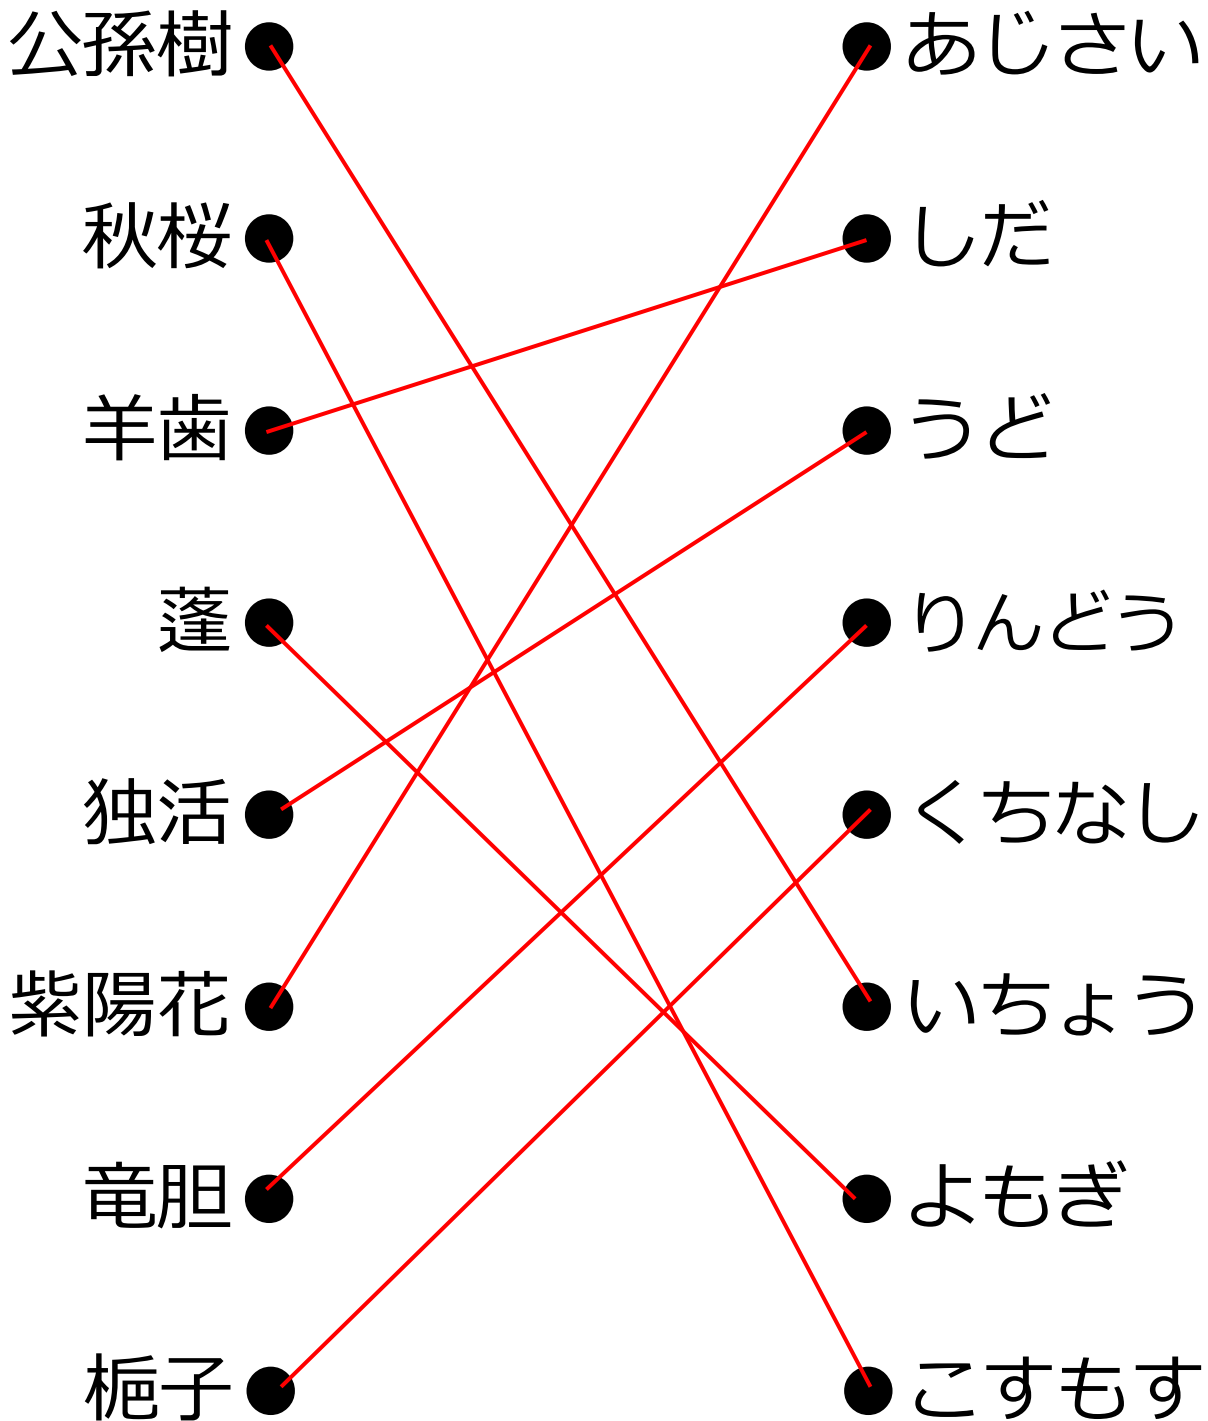 公孫樹 あじさい
秋桜 しだ
羊歯 うど
蓬 りんどう
独活 くちなし
紫陽花 いちょう
竜胆 よもぎ
梔子 こすもす